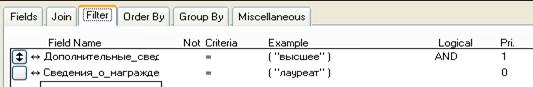 Fields Join Filter Order By Group By Miscellaneous
Field Name Not Criteria Example Logical Pri.
Дополнительные_свед = ( "высшее" ) AND 1
Сведения_о_награжде = ( "лауреат" ) 0